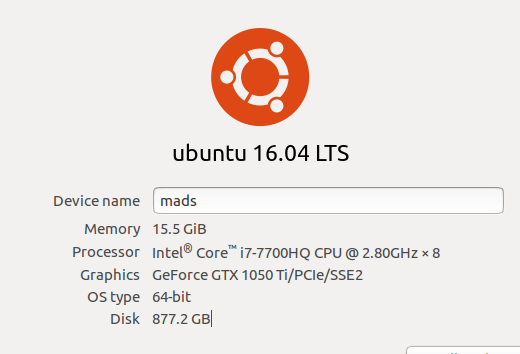 ubuntu 16.04 LTS
Device name mads
Memory 15.5 GiB
Processor Intel® Core™ i7-7700HQ CPU @ 2.80GHz × 8
Graphics GeForce GTX 1050 Ti/PCIe/SSE2
OS type 64-bit
Disk 877.2 GB